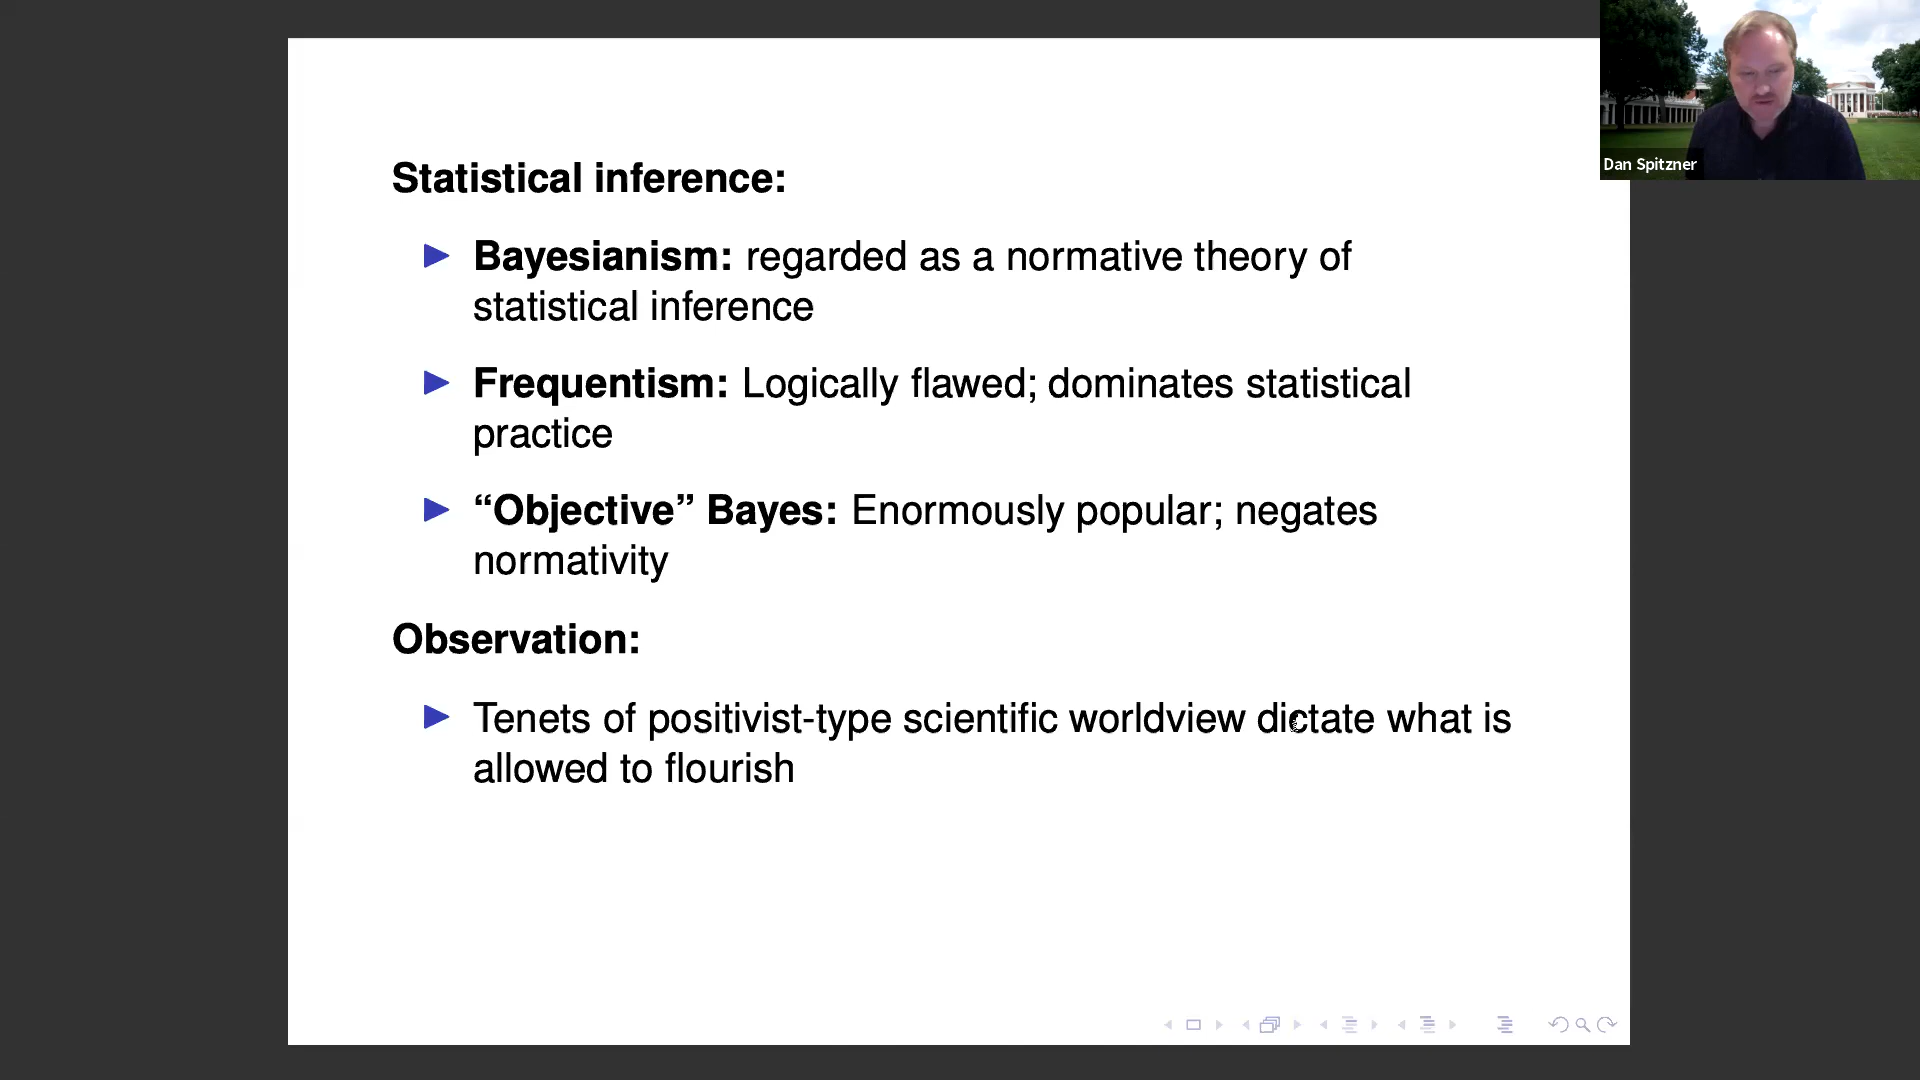 Dan Spitzner
Statistical inference:
Bayesianism: regarded as a normative theory of
statistical inference
Frequentism: Logically flawed; dominates statistical
practice
“Objective” Bayes: Enormously popular; negates
normativity
Observation:
Tenets of positivist-type scientific worldview dictate what is
allowed to flourish